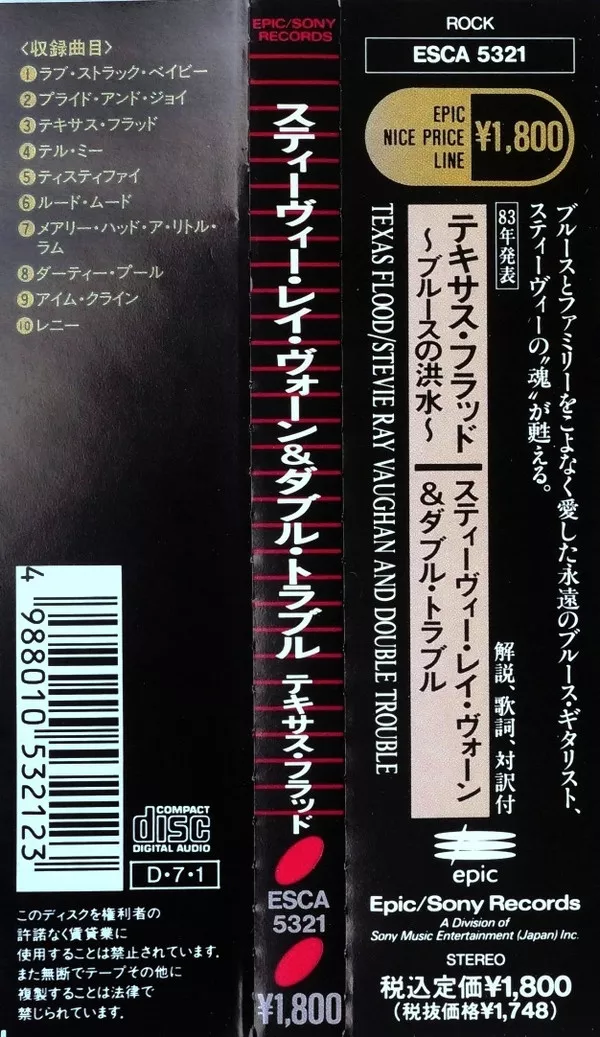 〈収録曲目〉
①ラブ・ストラック・ベイビー
②プライド・アンド・ジョイ
③テキサス・フラッド
④テル・ミー
⑤ティスティファイ
⑥ルード・ムード
⑦メアリー・ハッド・ア・リトル・
ラム
⑧ダーティー・プール
⑨アイム・クライン
⑩レニー
4 988010 532123
COMPACT
disc
DIGITAL AUDIO
D・7・1
このディスクを権利者の
許諾なく賃貸業に
使用することは禁止されています。
また無断でテープその他に
複製することは法律で
禁じられています。
EPIC/SONY
RECORDS
スティーヴィー・レイ・ヴォーン&ダブル・トラブル テキサス・フラッド
ESCA
5321
¥1,800
ROCK
ESCA 5321
EPIC
NICE PRICE
LINE
¥1,800
ブルースとファミリーをこよなく愛した永遠のブルース・ギタリスト、
スティーヴィーの〝魂〟が甦える。
83年発表
解説、歌詞、対訳付
テキサス・フラッド
〜ブルースの洪水〜
スティーヴィー・レイ・ヴォーン
&ダブル・トラブル
TEXAS FLOOD/STEVIE RAY VAUGHAN AND DOUBLE TROUBLE
epic
Epic/Sony Records
A Division of
Sony Music Entertainment (Japan) Inc.
STEREO
税込定価¥1,800
(税抜価格¥1,748)